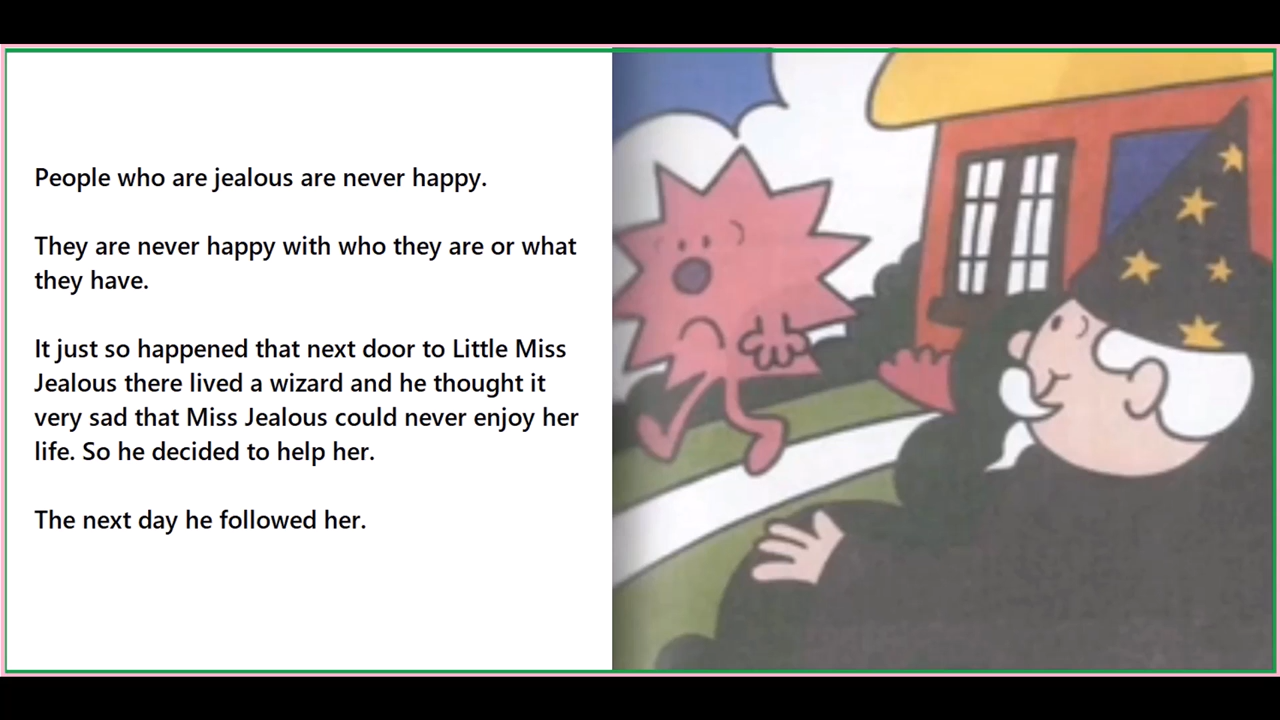 People who are jealous are never happy.
They are never happy with who they are or what
they have.
It just so happened that next door to Little Miss
Jealous there lived a wizard and he thought it
very sad that Miss Jealous could never enjoy her
life. So he decided to help her.
The next day he followed her.